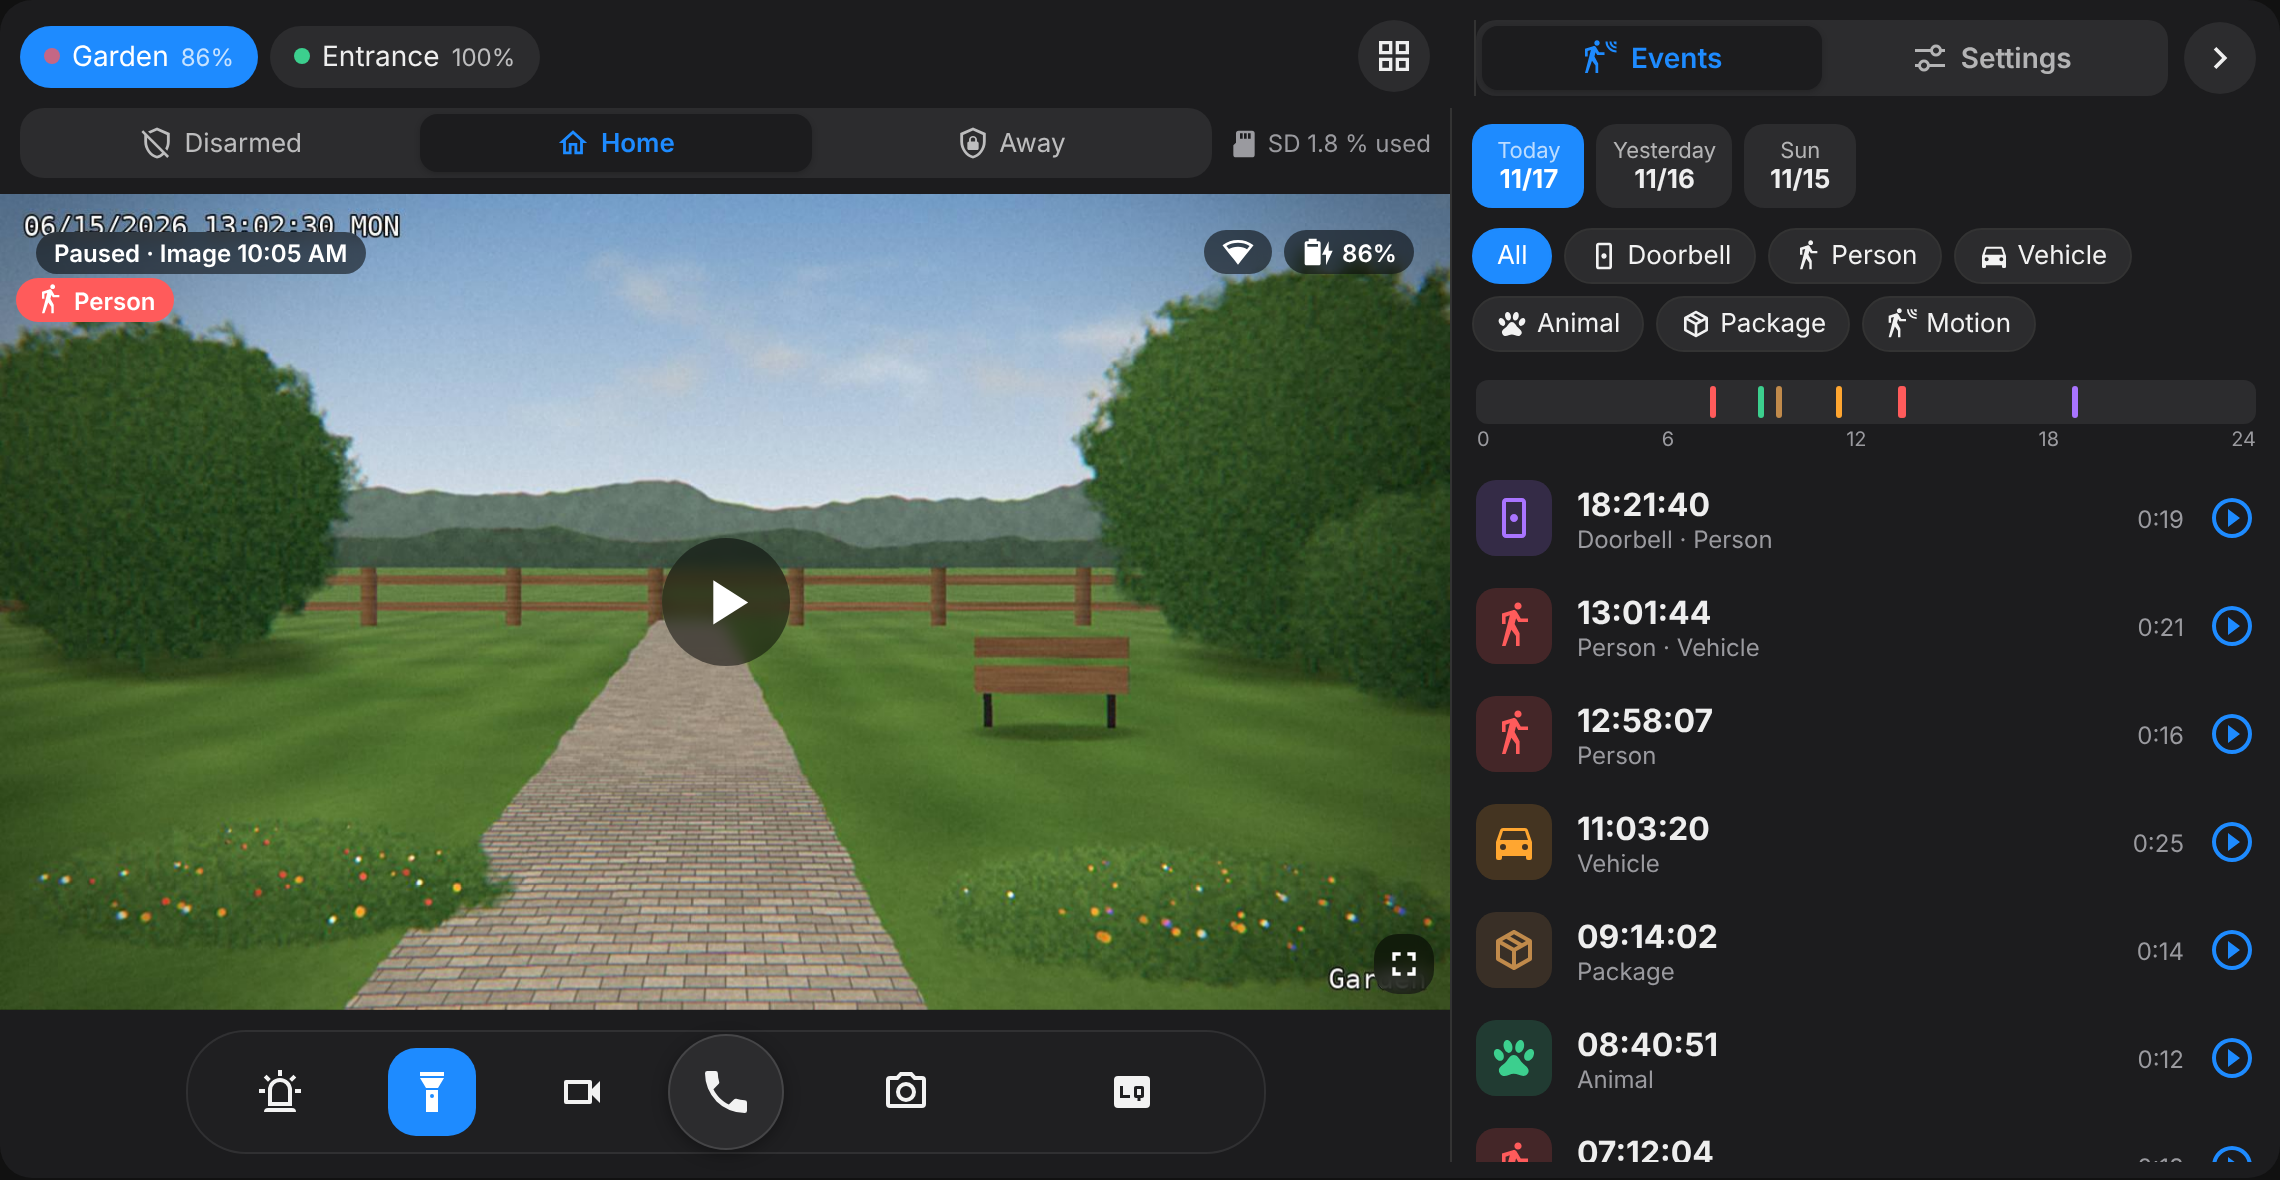 Garden 86%
Entrance 100%
Events
Settings
Disarmed
Home
Away
SD 1.8 % used
06/15/2026 13:02:30 MON
Paused · Image 10:05 AM
86%
Person
Today
11/17
Yesterday
11/16
Sun
11/15
All
Doorbell
Person
Vehicle
Animal
Package
Motion
0 6 12 18 24
18:21:40
Doorbell · Person
0:19
13:01:44
Person · Vehicle
0:21
12:58:07
Person
0:16
11:03:20
Vehicle
0:25
09:14:02
Package
0:14
08:40:51
Animal
0:12
07:12:04
LQ